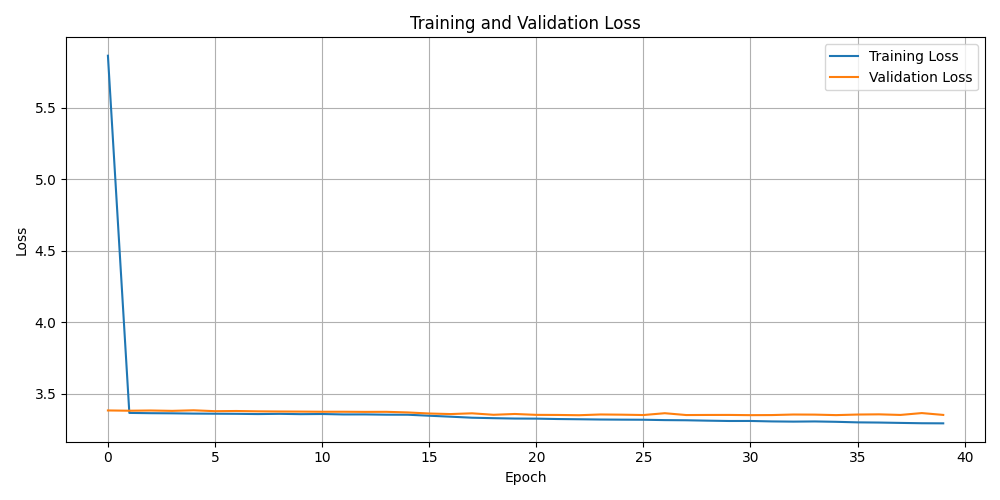 Training and Validation Loss
Training Loss
Validation Loss
Loss
5.5
5.0
4.5
4.0
3.5
0 5 10 15 20 25 30 35 40
Epoch